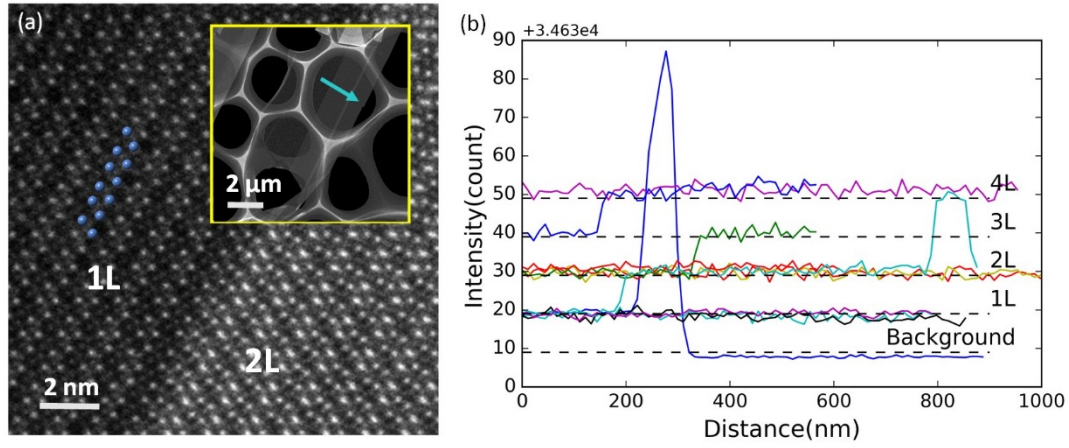 (a)
2 μm
1L
2L
2 nm
(b)
+3.463e4
Intensity(count)
90
80
70
60
50
40
30
20
10
0
4L
3L
2L
1L
Background
0 200 400 600 800 1000
Distance(nm)